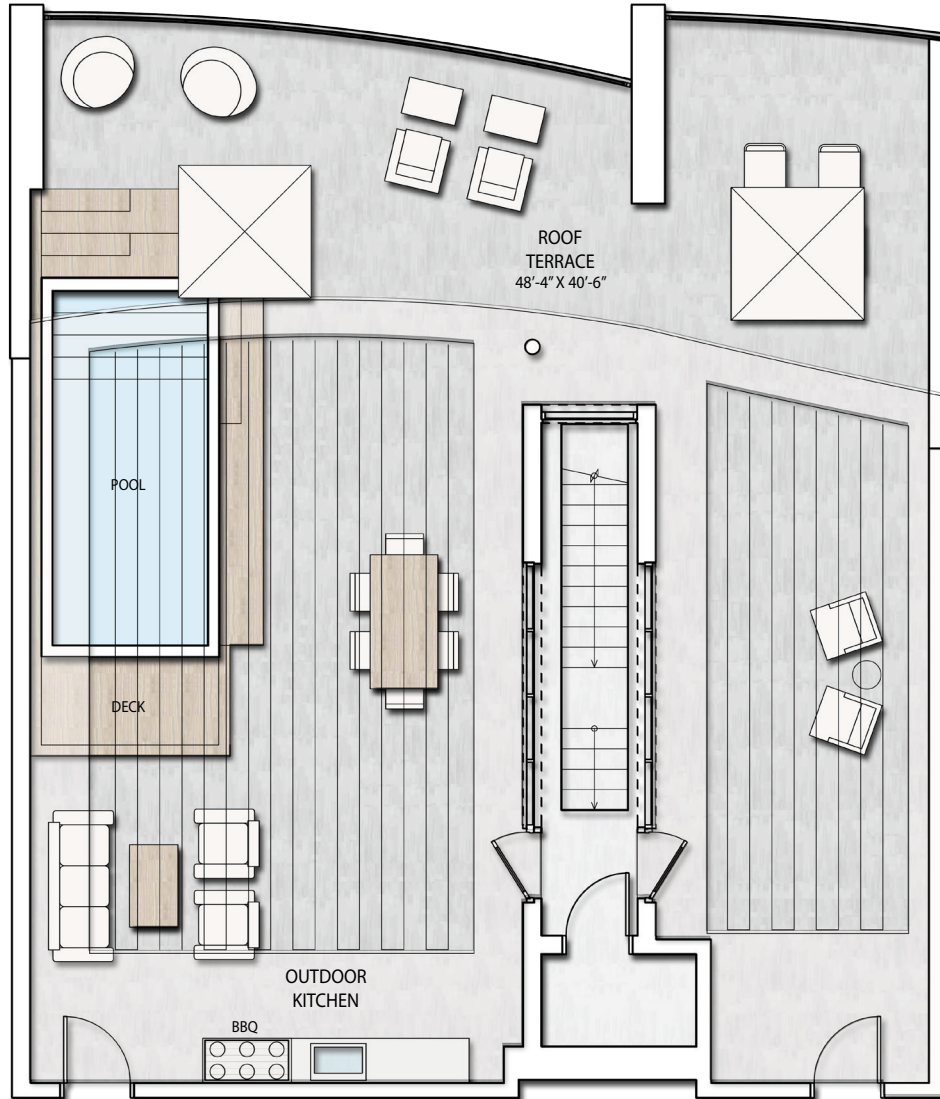 ROOF
TERRACE
48'-4" X 40'-6"
POOL
DECK
OUTDOOR
KITCHEN
BBQ